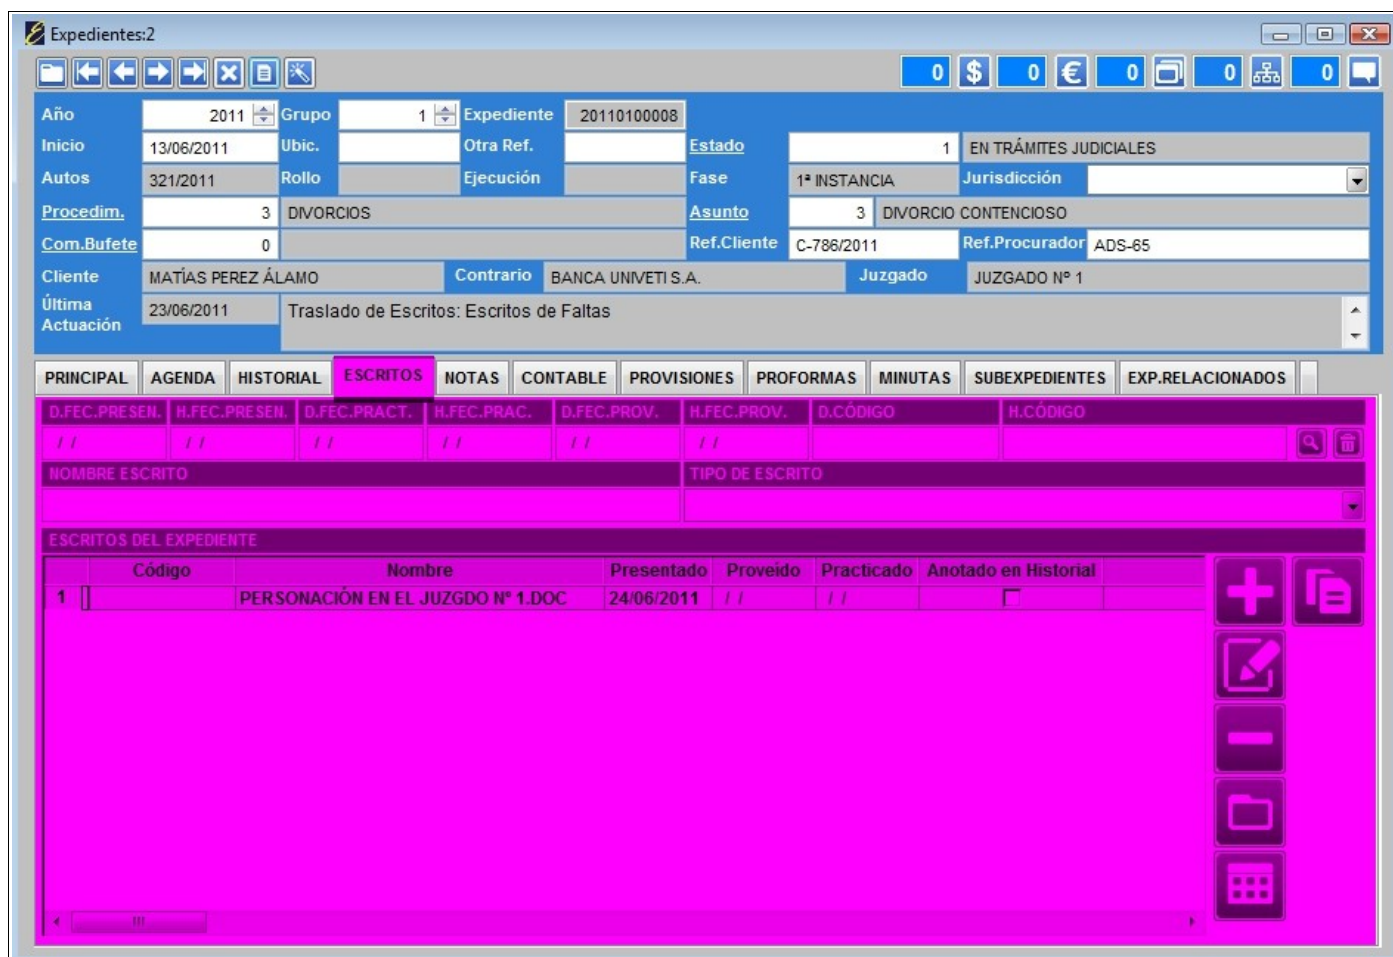 Expedientes:2
0 $ 0 € 0 0 0
Año 2011 Grupo 1 Expediente 20110100008
Inicio 13/06/2011 Ubic. Otra Ref. Estado 1 EN TRÁMITES JUDICIALES
Autos 321/2011 Rollo Ejecución Fase 1ª INSTANCIA Jurisdicción
Procedim. 3 DIVORCIOS Asunto 3 DIVORCIO CONTENCIOSO
Com.Bufete 0 Ref.Cliente C-786/2011 Ref.Procurador ADS-65
Cliente MATÍAS PEREZ ÁLAMO Contrario BANCA UNIVETI S.A. Juzgado JUZGADO Nº 1
Última Actuación 23/06/2011 Traslado de Escritos: Escritos de Faltas
PRINCIPAL AGENDA HISTORIAL ESCRITOS NOTAS CONTABLE PROVISIONES PROFORMAS MINUTAS SUBEXPEDIENTES EXP.RELACIONADOS
D.FEC.PRESEN. H.FEC.PRESEN. D.FEC.PRACT. H.FEC.PRAC. D.FEC.PROV. H.FEC.PROV. D.CÓDIGO H.CÓDIGO
/ / / / / / / / / / / /
NOMBRE ESCRITO TIPO DE ESCRITO
ESCRITOS DEL EXPEDIENTE
Código Nombre Presentado Proveído Practicado Anotado en Historial
1 PERSONACIÓN EN EL JUZGDO Nº 1.DOC 24/06/2011 / / / /